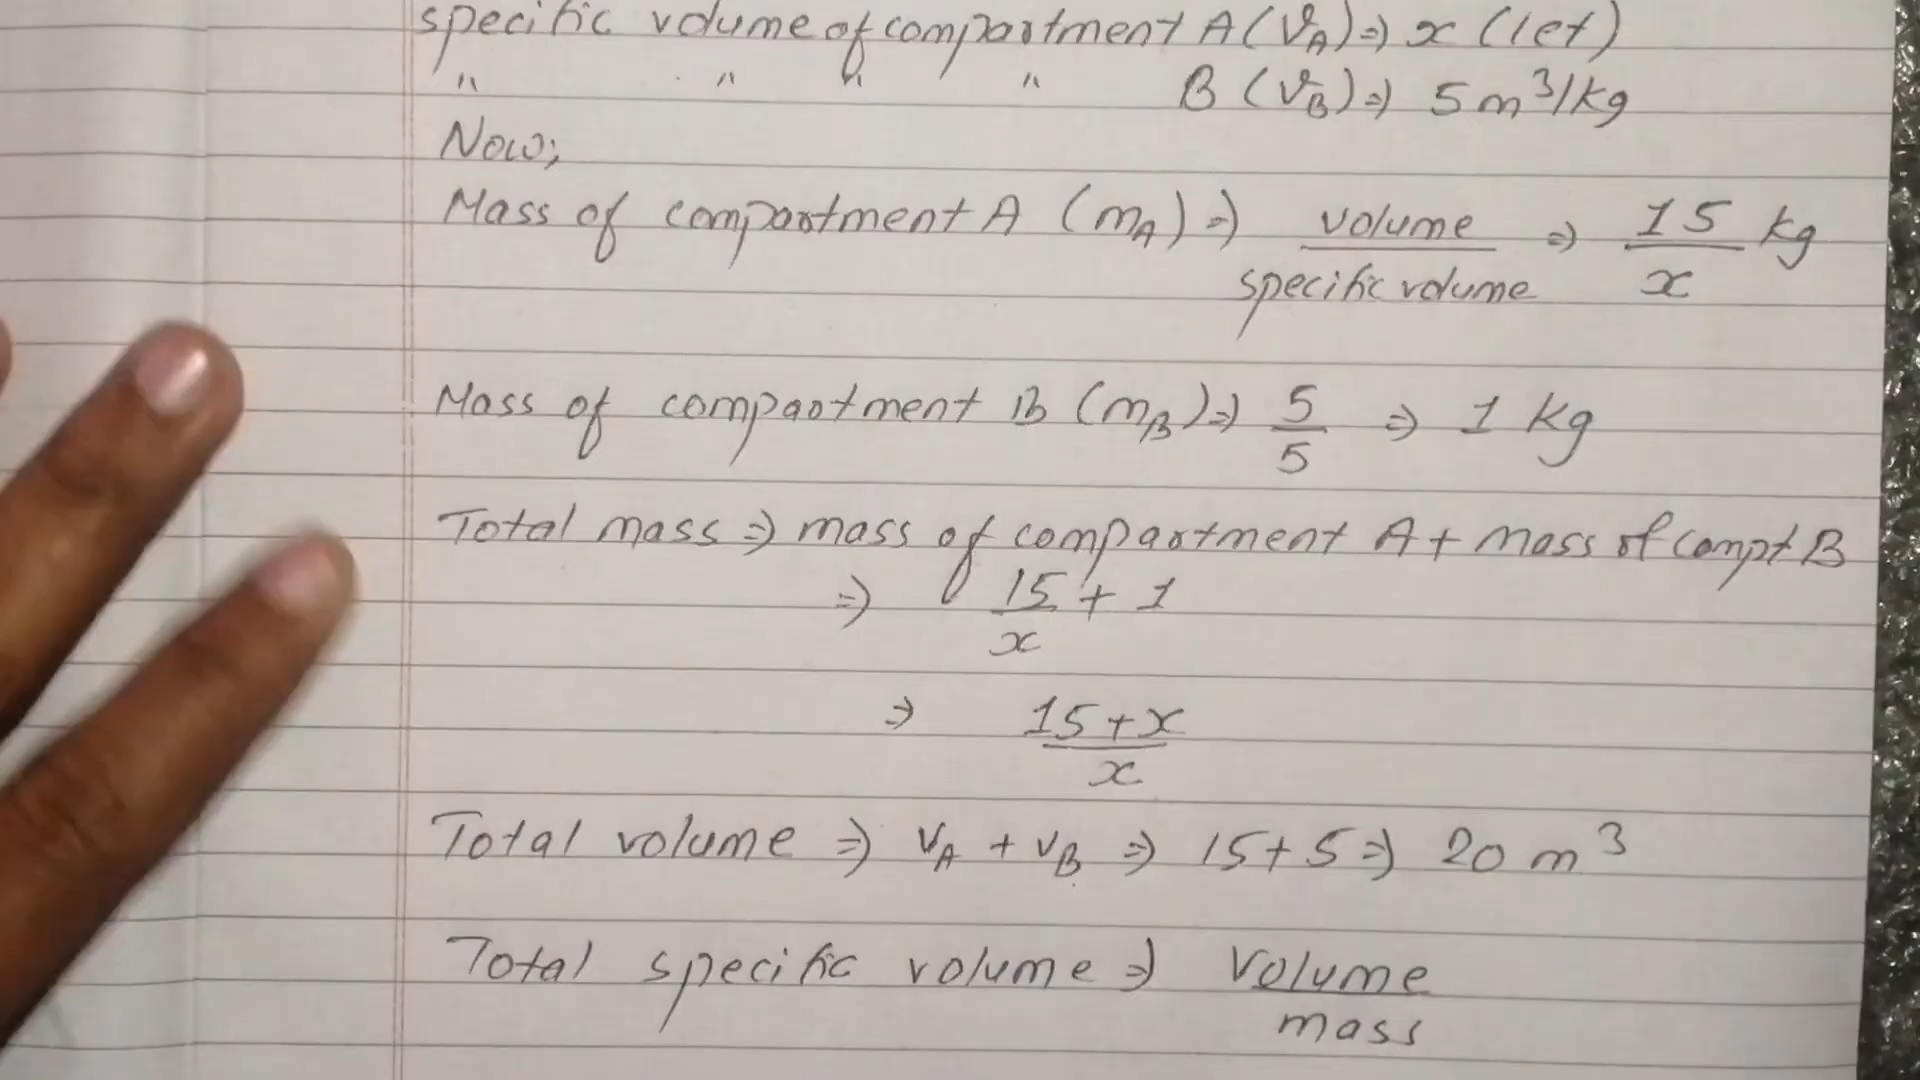 specific volume of compartment A (VA) ⇒ x (let)
" " " " B (VB) ⇒ 5 m³/kg
Now;
Mass of compartment A (mA) ⇒ volume / specific volume ⇒ 15 / x kg
Mass of compartment B (mB) ⇒ 5 / 5 ⇒ 1 kg
Total mass ⇒ mass of compartment A + mass of compt B
⇒ 15 / x + 1
⇒ 15 + x / x
Total volume ⇒ VA + VB ⇒ 15 + 5 ⇒ 20 m³
Total specific volume ⇒ Volume / mass